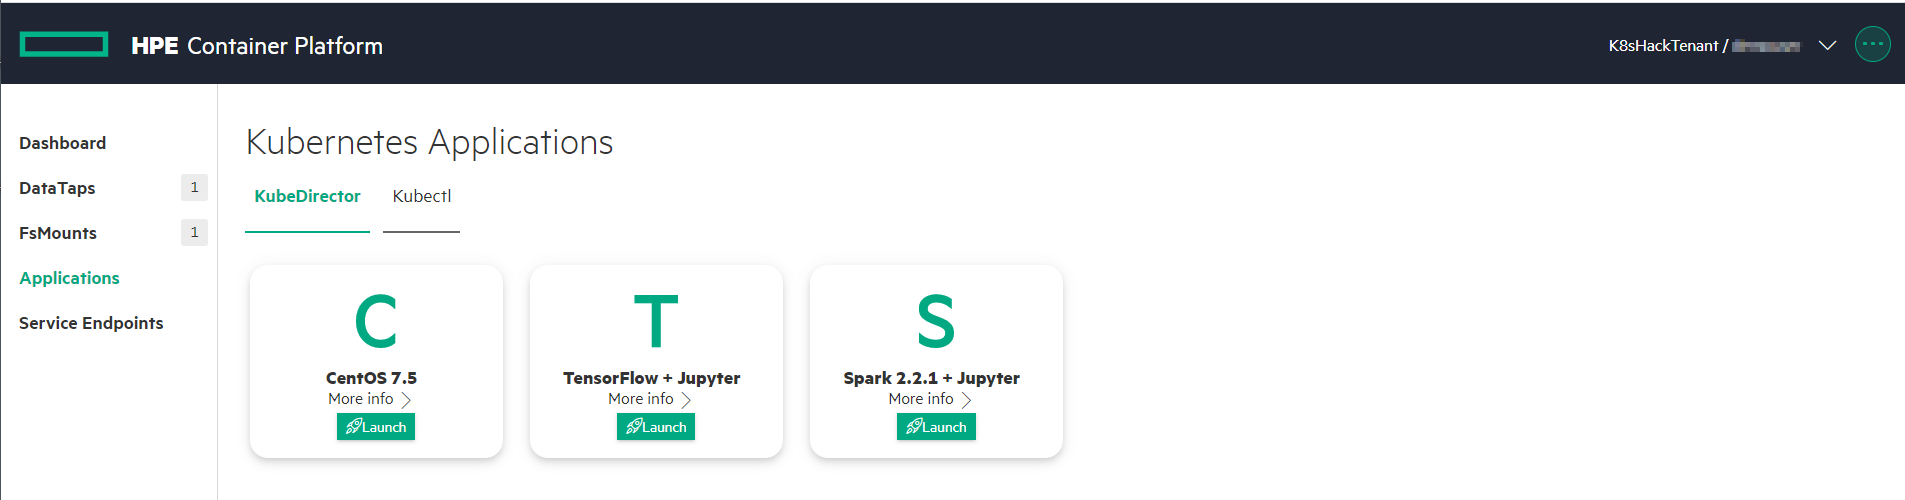 HPE Container Platform
K8sHackTenant /
Dashboard
DataTaps 1
FsMounts 1
Applications
Service Endpoints
Kubernetes Applications
KubeDirector Kubectl
C
CentOS 7.5
More info
Launch
T
TensorFlow + Jupyter
More info
Launch
S
Spark 2.2.1 + Jupyter
More info
Launch